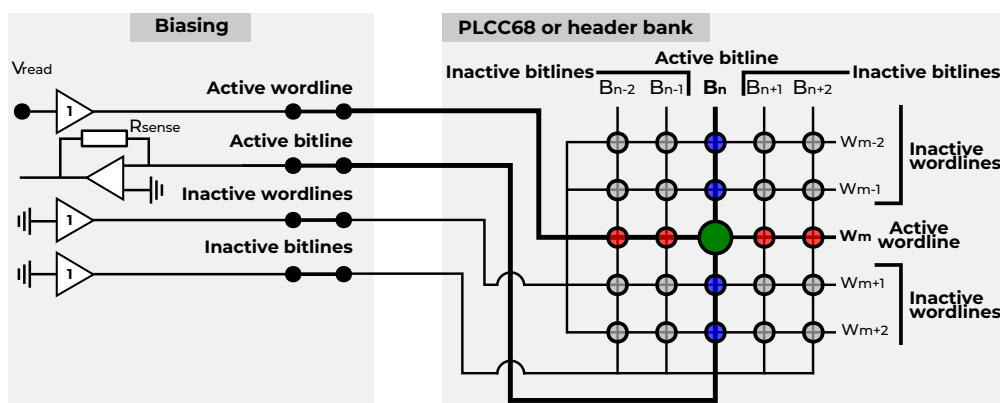 Biasing
PLCC68 or header bank
Vread
Active wordline
1
Rsense
Active bitline
Inactive wordlines
1
Inactive bitlines
1
Active bitline
Inactive bitlines
Inactive bitlines
Bn-2 Bn-1 Bn Bn+1 Bn+2
Wm-2
Inactive
wordlines
Wm-1
Wm
Active
wordline
Wm+1
Inactive
wordlines
Wm+2